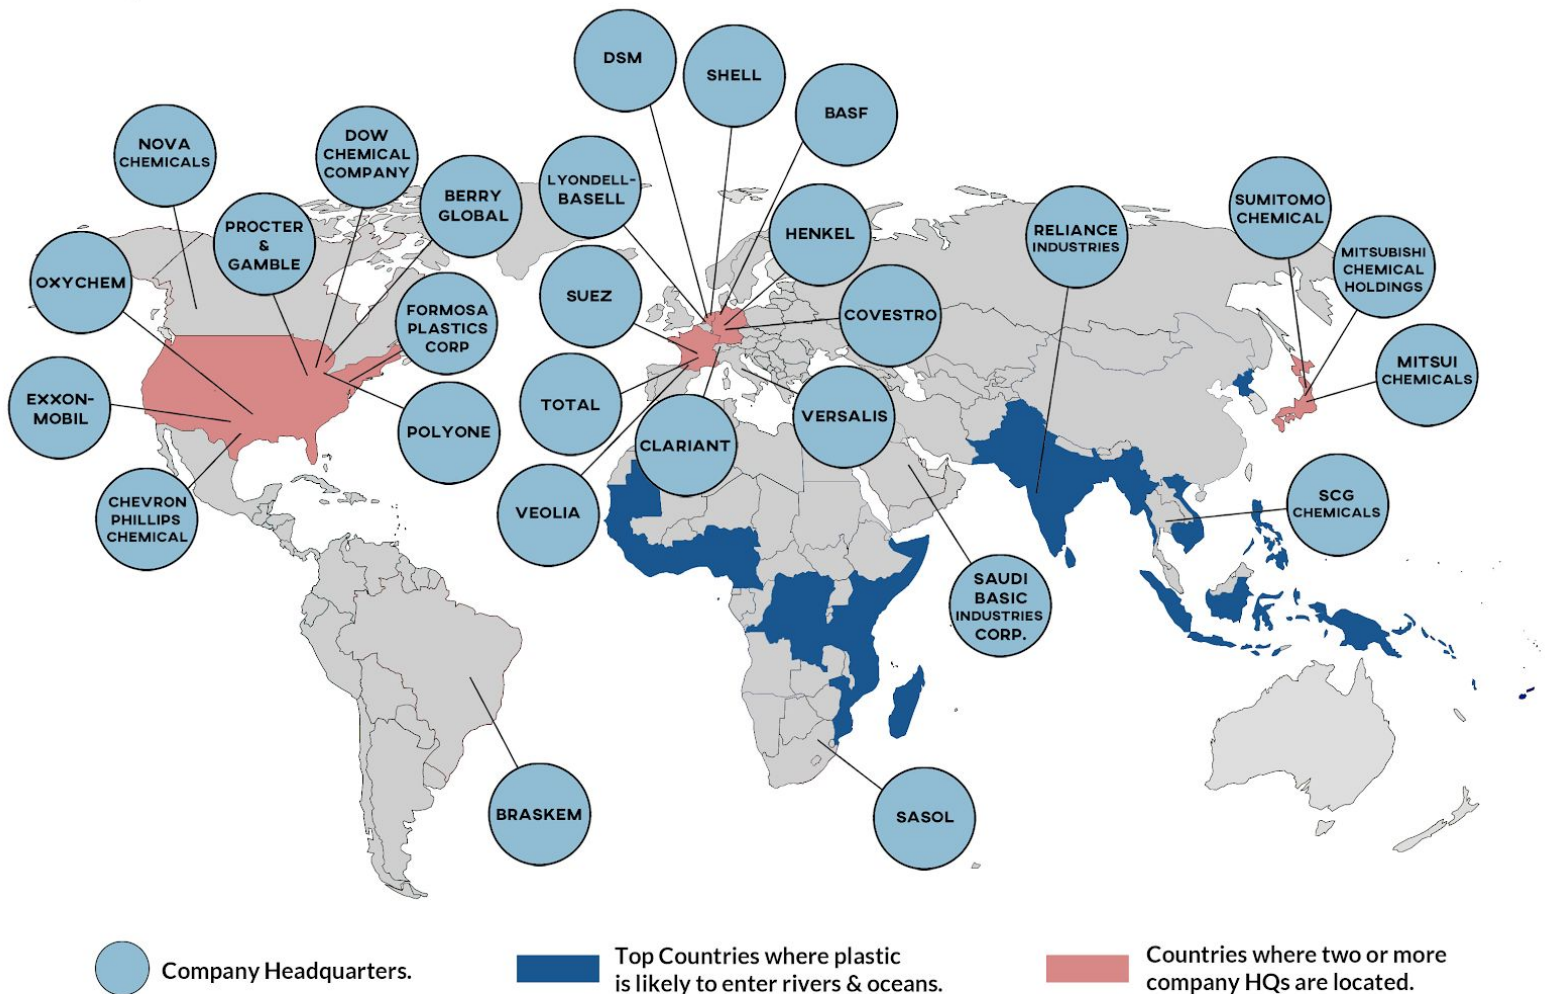 DSM
SHELL
BASF
NOVA
CHEMICALS
DOW
CHEMICAL
COMPANY
BERRY
GLOBAL
LYONDELL-
BASELL
PROCTER
&
GAMBLE
HENKEL
RELIANCE
INDUSTRIES
SUMITOMO
CHEMICAL
MITSUBISHI
CHEMICAL
HOLDINGS
OXYCHEM
SUEZ
FORMOSA
PLASTICS
CORP
COVESTRO
MITSUI
CHEMICALS
EXXON-
MOBIL
TOTAL
VERSALIS
POLYONE
CLARIANT
CHEVRON
PHILLIPS
CHEMICAL
VEOLIA
SCG
CHEMICALS
SAUDI
BASIC
INDUSTRIES
CORP.
BRASKEM
SASOL
Company Headquarters.
Top Countries where plastic
is likely to enter rivers & oceans.
Countries where two or more
company HQs are located.